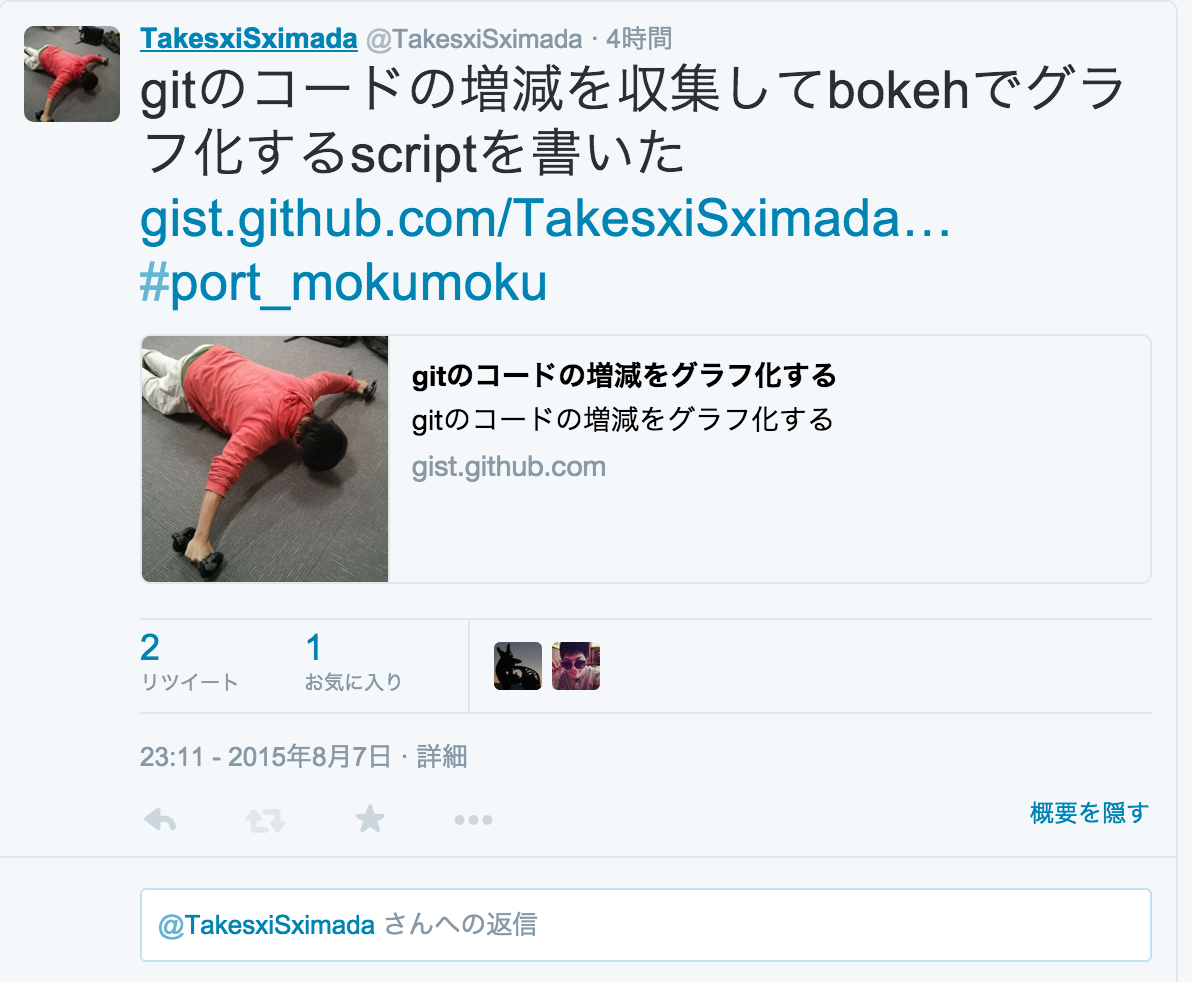 TakesxiSximada @TakesxiSximada · 4時間
gitのコードの増減を収集してbokehでグラ
フ化するscriptを書いた
gist.github.com/TakesxiSximada…
#port_mokumoku
gitのコードの増減をグラフ化する
gitのコードの増減をグラフ化する
gist.github.com
2 1
リツイート お気に入り
23:11 - 2015年8月7日 · 詳細
概要を隠す
@TakesxiSximada さんへの返信